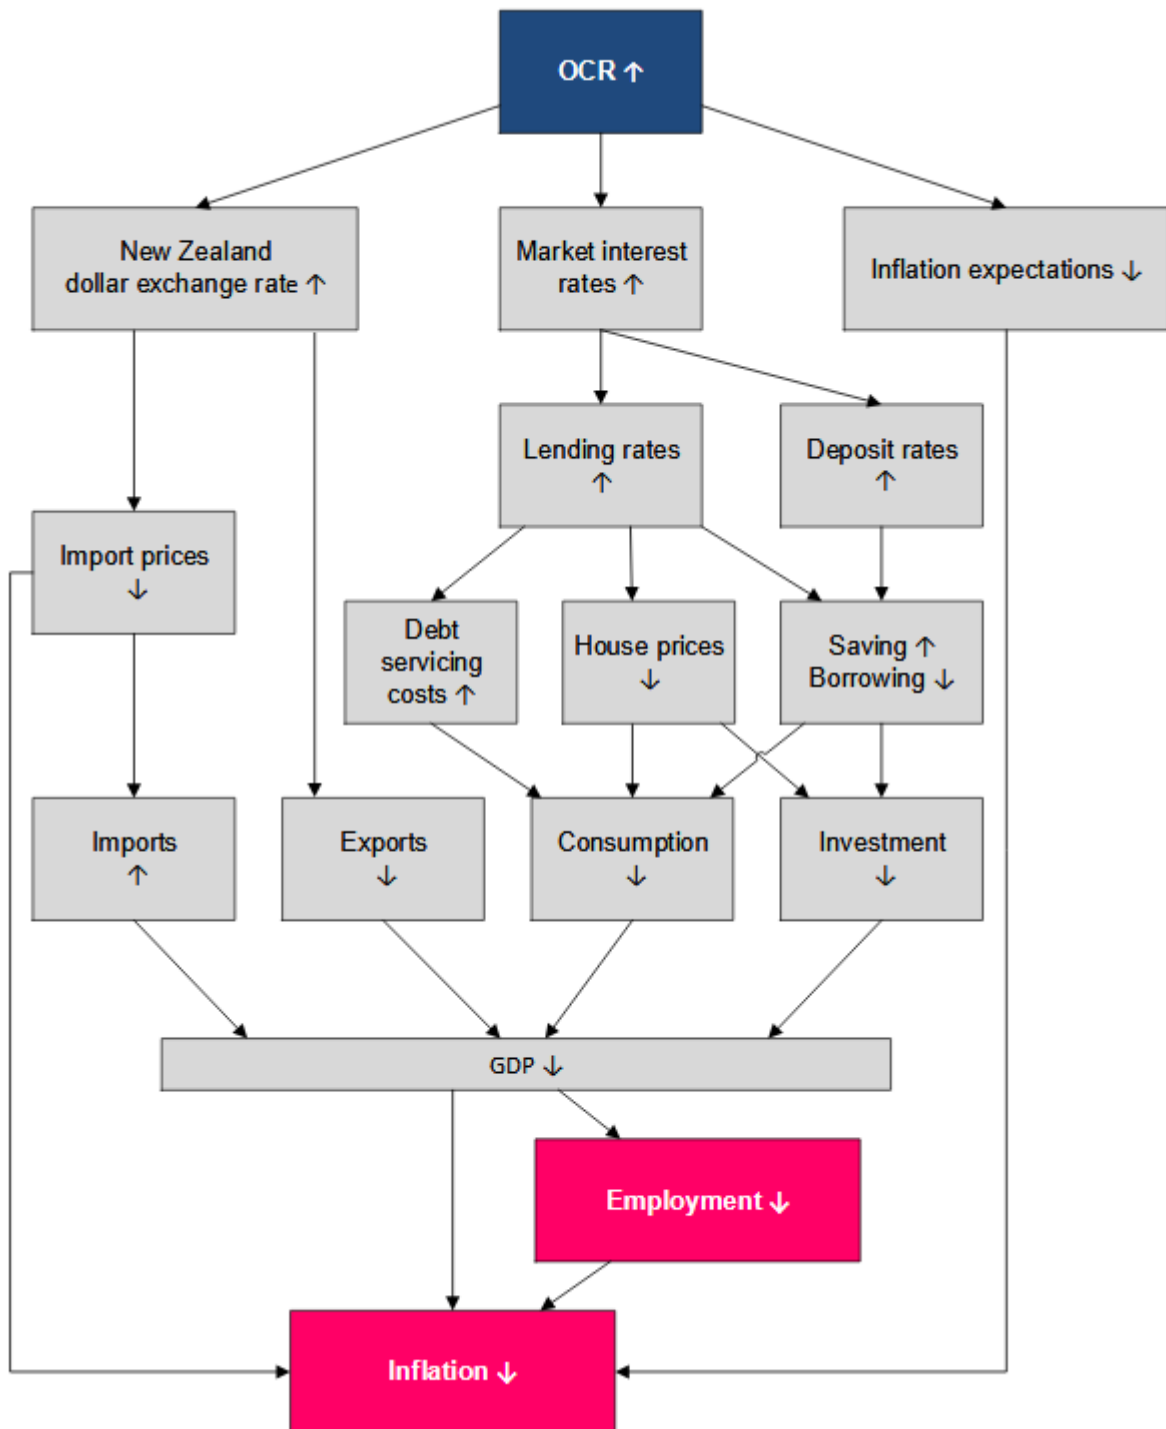 OCR ↑
New Zealand
dollar exchange rate ↑
Market interest
rates ↑
Inflation expectations ↓
Lending rates
↑
Deposit rates
↑
Import prices
↓
Debt
servicing
costs ↑
House prices
↓
Saving ↑
Borrowing ↓
Imports
↑
Exports
↓
Consumption
↓
Investment
↓
GDP ↓
Employment ↓
Inflation ↓